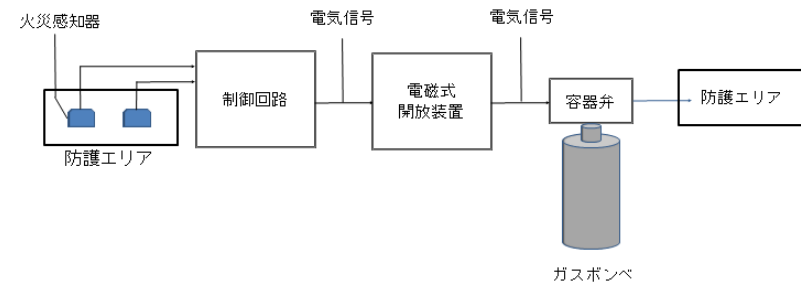 火災感知器
電気信号
電気信号
制御回路
電磁式
開放装置
容器弁
防護エリア
防護エリア
ガスボンベ